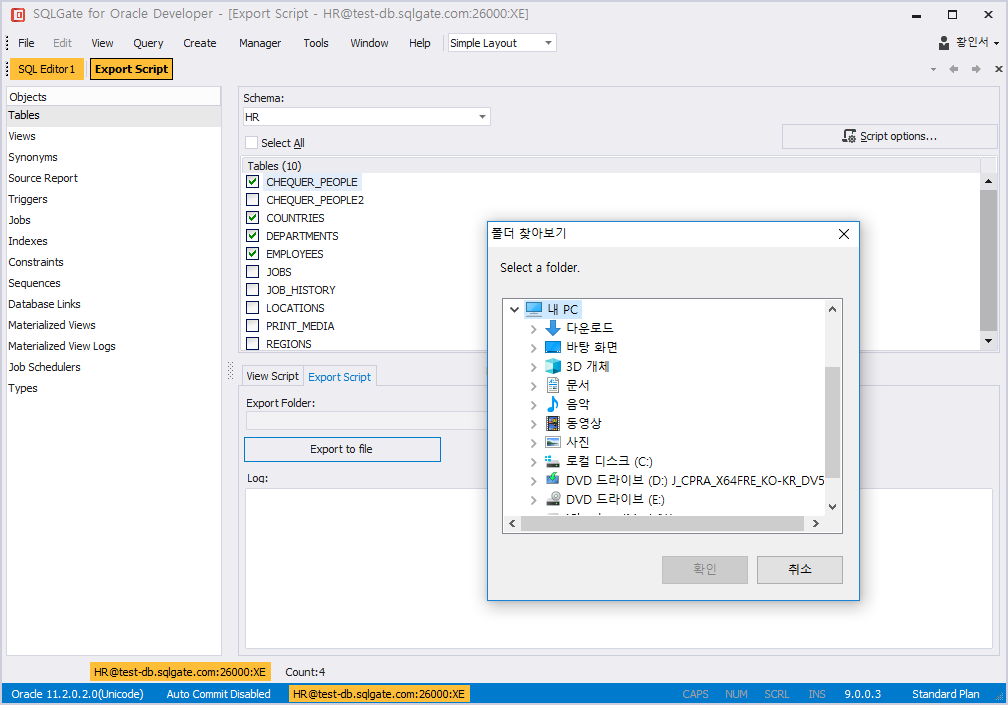 SQLGate for Oracle Developer - [Export Script - HR@test-db.sqlgate.com:26000:XE]
File Edit View Query Create Manager Tools Window Help Simple Layout 황인서
SQL Editor1 Export Script
Objects
Tables
Views
Synonyms
Source Report
Triggers
Jobs
Indexes
Constraints
Sequences
Database Links
Materialized Views
Materialized View Logs
Job Schedulers
Types
Schema:
HR
Select All
Script options...
Tables (10)
CHEQUER_PEOPLE
CHEQUER_PEOPLE2
COUNTRIES
DEPARTMENTS
EMPLOYEES
JOBS
JOB_HISTORY
LOCATIONS
PRINT_MEDIA
REGIONS
View Script Export Script
Export Folder:
Export to file
Log:
폴더 찾아보기
Select a folder.
내 PC
다운로드
바탕 화면
3D 개체
문서
음악
동영상
사진
로컬 디스크 (C:)
DVD 드라이브 (D:) J_CPRA_X64FRE_KO-KR_DV5
DVD 드라이브 (E:)
확인 취소
HR@test-db.sqlgate.com:26000:XE Count:4
Oracle 11.2.0.2.0(Unicode) Auto Commit Disabled HR@test-db.sqlgate.com:26000:XE CAPS NUM SCRL INS 9.0.0.3 Standard Plan